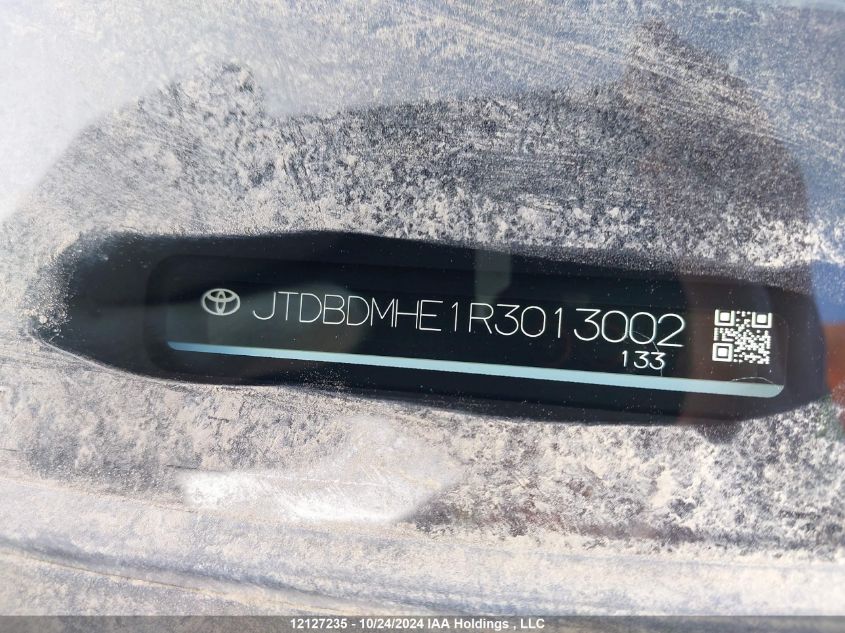 JTDBDMHE1R3013002
133
12127235 - 10/24/2024 IAA Holdings , LLC